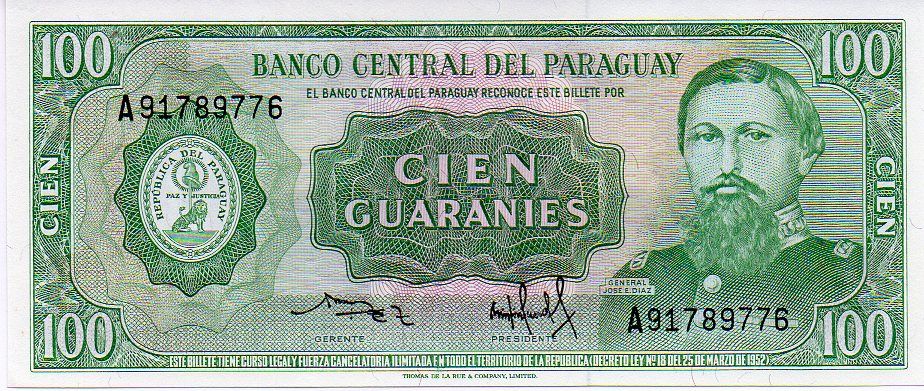 100
100
BANCO CENTRAL DEL PARAGUAY
EL BANCO CENTRAL DEL PARAGUAY RECONOCE ESTE BILLETE POR
A91789776
CIEN
CIEN
REPUBLICA DEL PARAGUAY
PAZ Y JUSTICIA
CIEN
GUARANIES
GENERAL
JOSE E. DIAZ
A91789776
GERENTE
PRESIDENTE
100
100
ESTE BILLETE TIENE CURSO LEGAL Y FUERZA CANCELATORIA ILIMITADA EN TODO EL TERRITORIO DE LA REPUBLICA (DECRETO LEY Nº 18 DEL 25 DE MARZO DE 1952)
THOMAS DE LA RUE & COMPANY, LIMITED.